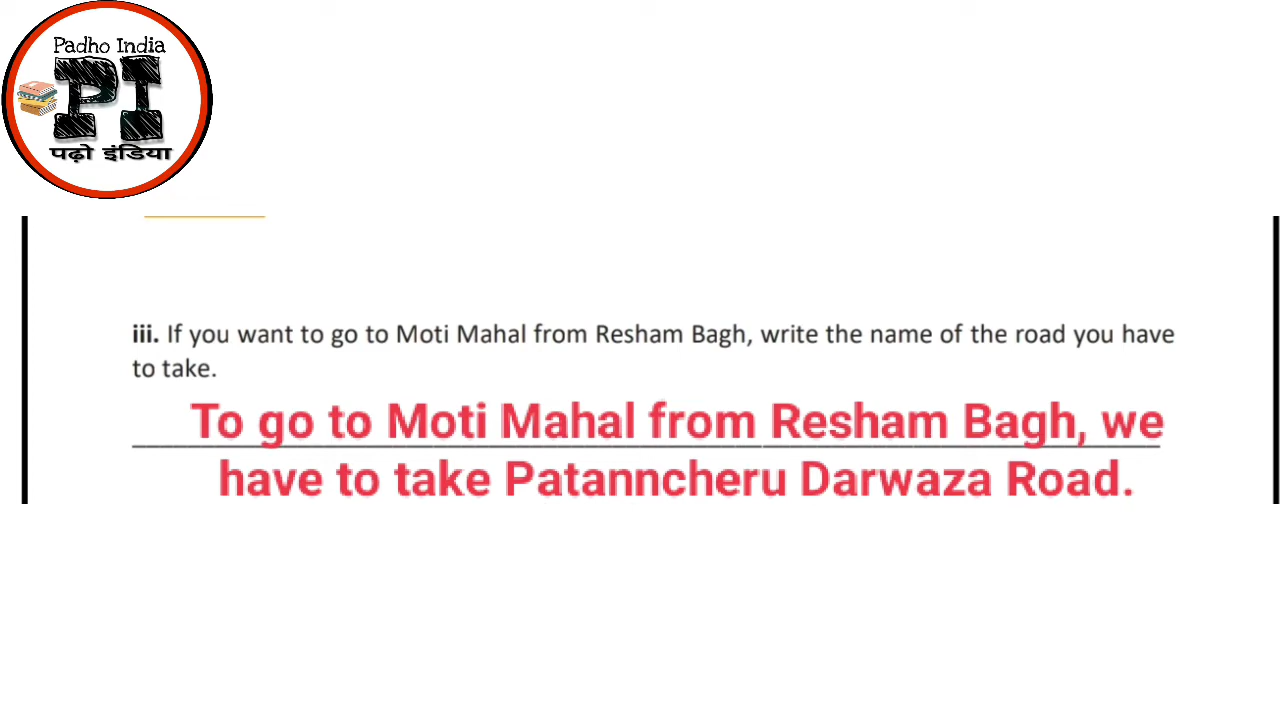 Padho India
PI
पढ़ो इंडिया
iii. If you want to go to Moti Mahal from Resham Bagh, write the name of the road you have
to take.
To go to Moti Mahal from Resham Bagh, we
have to take Patanncheru Darwaza Road.